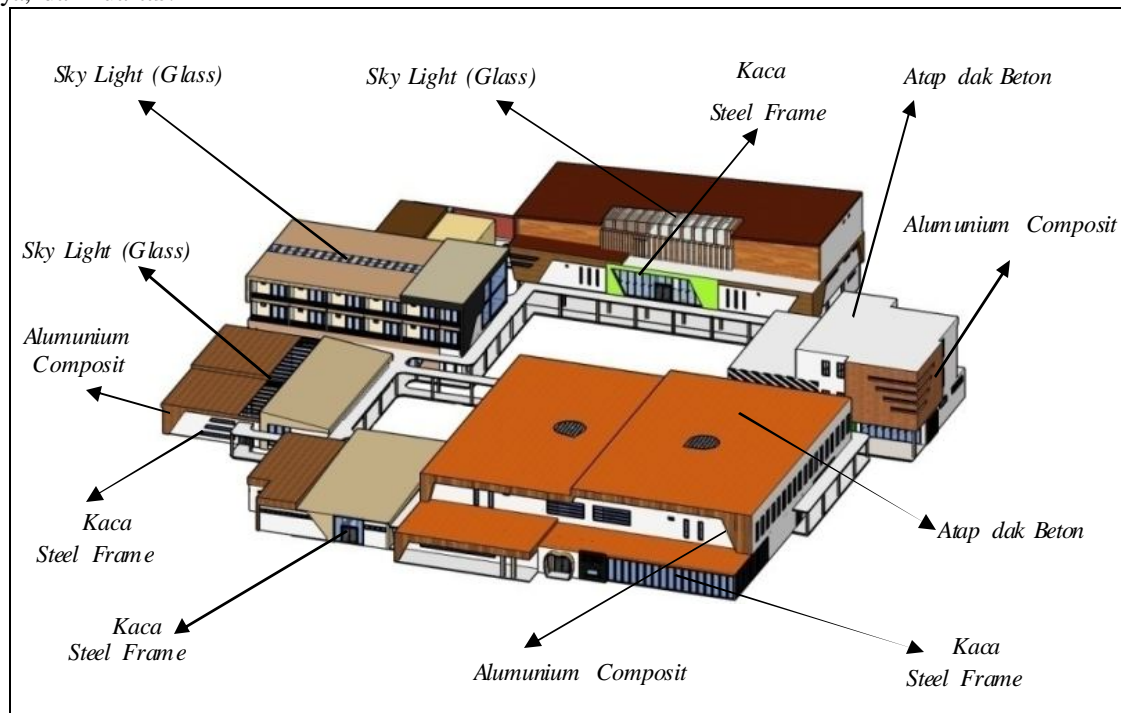 Sky Light (Glass)
Sky Light (Glass)
Kaca
Steel Frame
Atap dak Beton
Alumunium Composit
Sky Light (Glass)
Alumunium
Composit
Kaca
Steel Frame
Atap dak Beton
Kaca
Steel Frame
Alumunium Composit
Kaca
Steel Frame